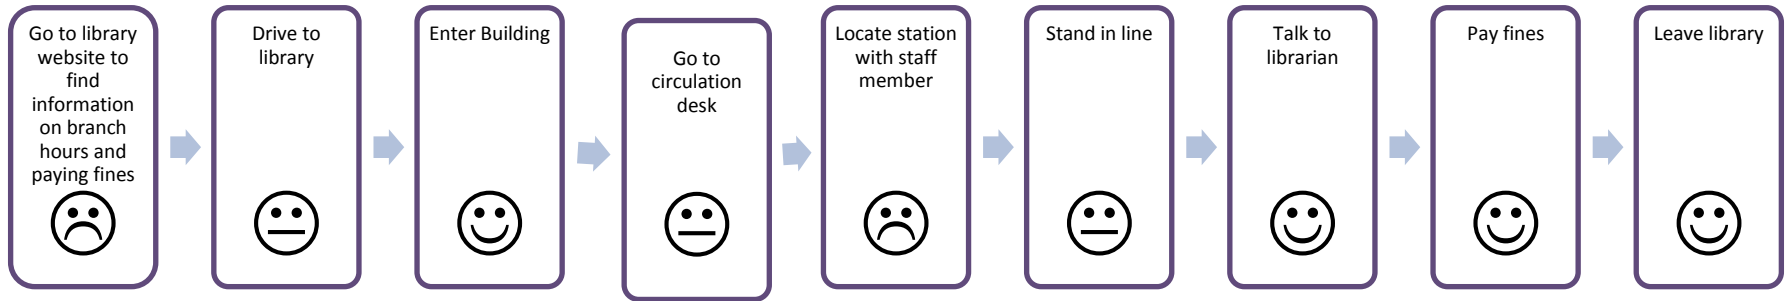 Go to library
website to
find
information
on branch
hours and
paying fines
Drive to
library
Enter Building
Go to
circulation
desk
Locate station
with staff
member
Stand in line
Talk to
librarian
Pay fines
Leave library